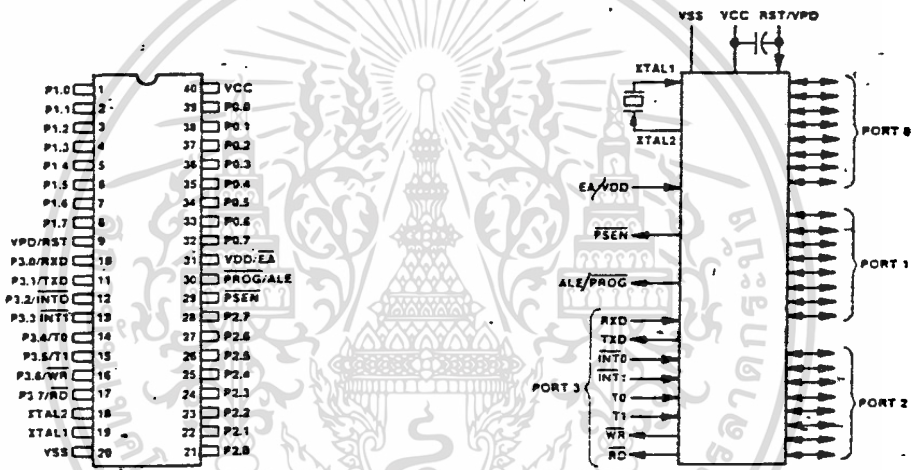 P1.0 1 40 VCC
P1.1 2 39 P0.0
P1.2 3 38 P0.1
P1.3 4 37 P0.2
P1.4 5 36 P0.3
P1.5 6 35 P0.4
P1.6 7 34 P0.5
P1.7 8 33 P0.6
VPD/RST 9 32 P0.7
P3.0/RXD 10 31 VDD/EA
P3.1/TXD 11 30 PROG/ALE
P3.2/INT0 12 29 PSEN
P3.3 INT1 13 28 P2.7
P3.4/T0 14 27 P2.6
P3.5/T1 15 26 P2.5
P3.6/WR 16 25 P2.4
P3.7/RD 17 24 P2.3
XTAL2 18 23 P2.2
XTAL1 19 22 P2.1
VSS 20 21 P2.0
VSS VCC RST/VPD
XTAL1
XTAL2
EA/VDD
PSEN
ALE/PROG
PORT 3
RXD
TXD
INT0
INT1
T0
T1
WR
RD
PORT 0
PORT 1
PORT 2